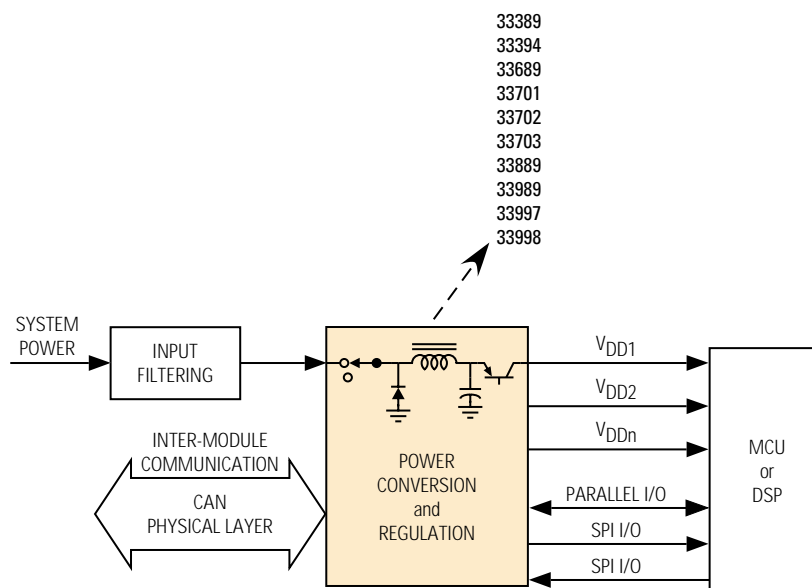 33389
33394
33689
33701
33702
33703
33889
33989
33997
33998
SYSTEM
POWER
INPUT
FILTERING
VDD1
VDD2
VDDn
INTER-MODULE
COMMUNICATION
CAN
PHYSICAL LAYER
POWER
CONVERSION
and
REGULATION
PARALLEL I/O
SPI I/O
SPI I/O
MCU
or
DSP